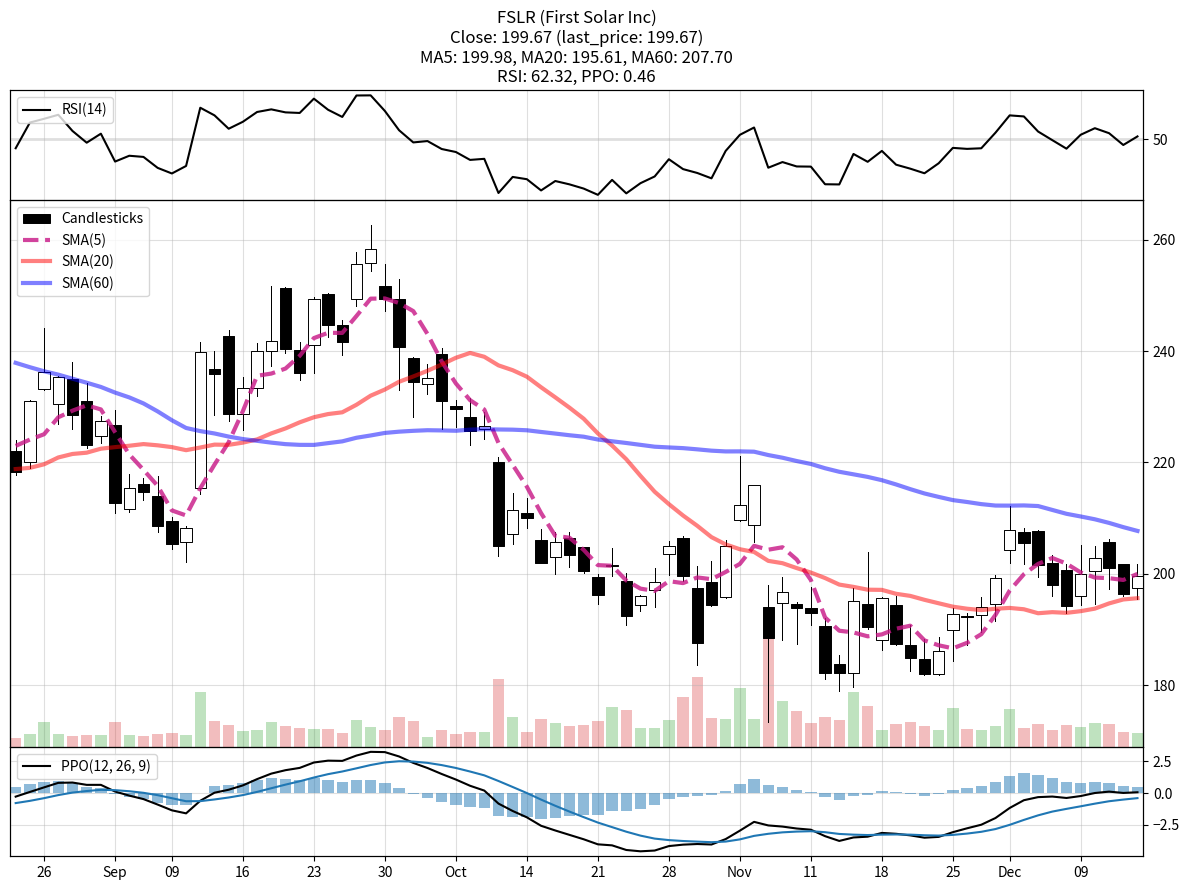 FSLR (First Solar Inc)
Close: 199.67 (last_price: 199.67)
MA5: 199.98, MA20: 195.61, MA60: 207.70
RSI: 62.32, PPO: 0.46
RSI(14)
50
Candlesticks
SMA(5)
SMA(20)
SMA(60)
260
240
220
200
180
PPO(12, 26, 9)
2.5
0.0
−2.5
26 Sep 09 16 23 30 Oct 14 21 28 Nov 11 18 25 Dec 09